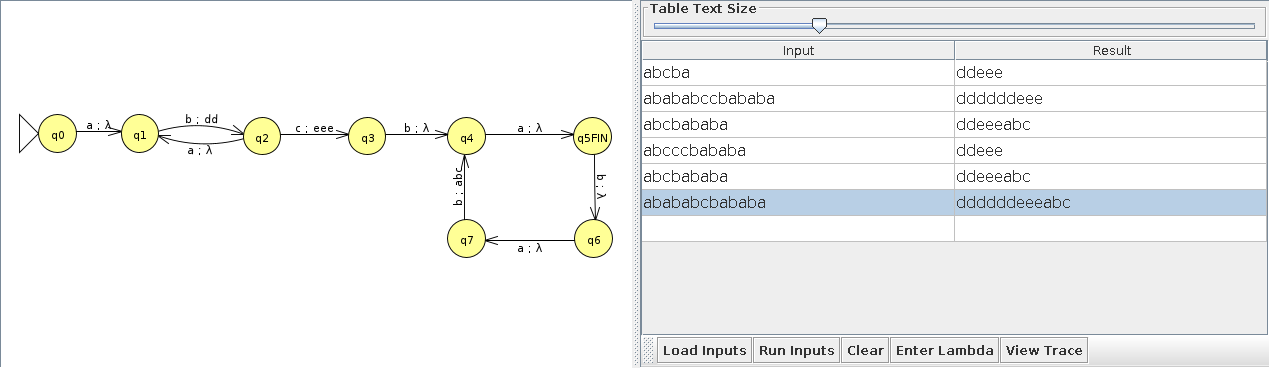 a ; λ
b ; dd
a ; λ
c ; eee
b ; λ
a ; λ
q0
q1
q2
q3
q4
q5FIN
b ; abc
b ; λ
q7
a ; λ
q6
Table Text Size
Input Result
abcba ddeee
abababccbababa ddddddeee
abcbababa ddeeeabc
abcccbababa ddeee
abcbababa ddeeeabc
abababcbababa ddddddeeeabc
Load Inputs Run Inputs Clear Enter Lambda View Trace